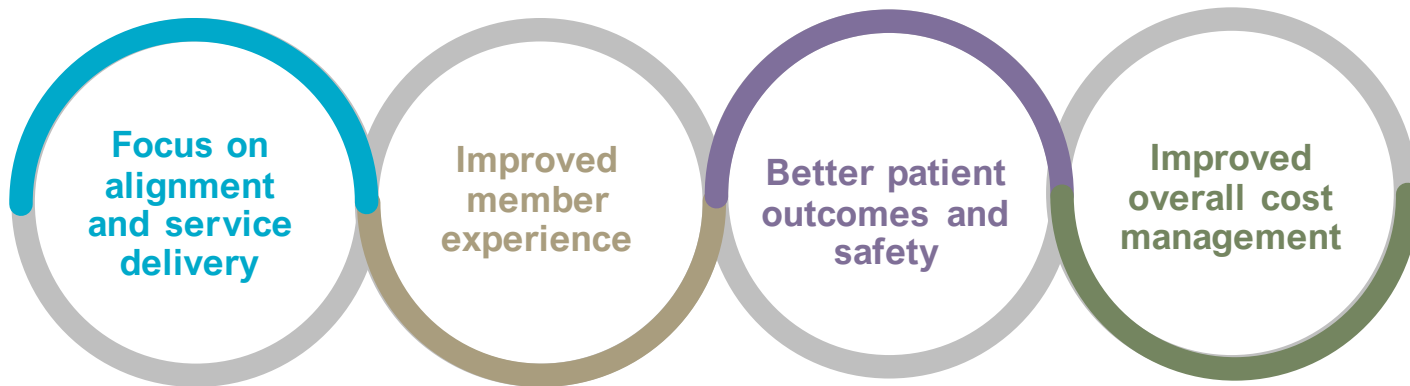 Focus on
alignment
and service
delivery
Improved
member
experience
Better patient
outcomes and
safety
Improved
overall cost
management